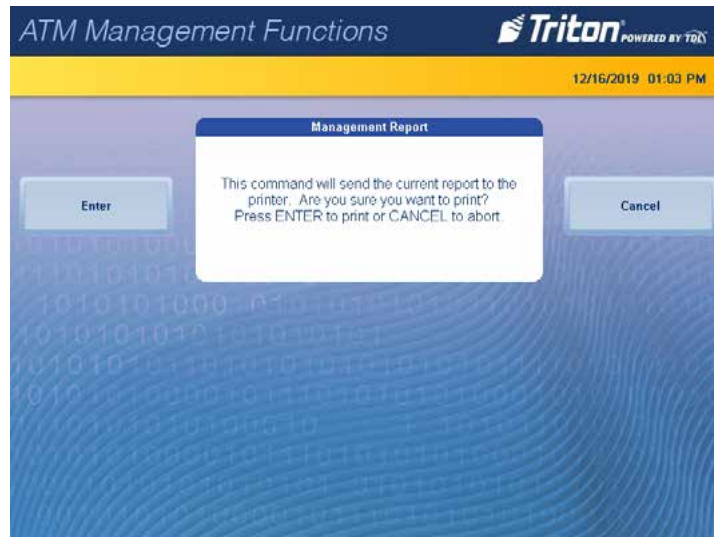 ATM Management Functions
Triton POWERED BY TDL
12/16/2019 01:03 PM
Management Report
This command will send the current report to the
printer. Are you sure you want to print?
Press ENTER to print or CANCEL to abort
Enter
Cancel